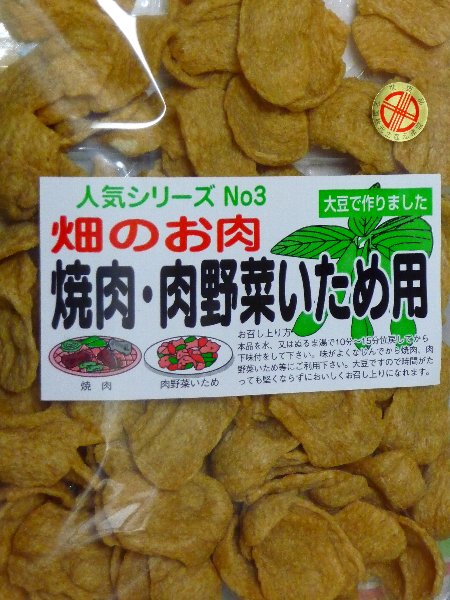 人気シリーズ No3
大豆で作りました
畑のお肉
焼肉・肉野菜いため用
お召し上り方
本品を水、又はぬるま湯で10分〜15分位戻してから
下味付をして下さい。味がよくなじんでから焼肉、肉
野菜いため等にご利用下さい。大豆ですので時間がた
っても堅くならずにおいしくお召し上りになれます。
焼肉
肉野菜いため